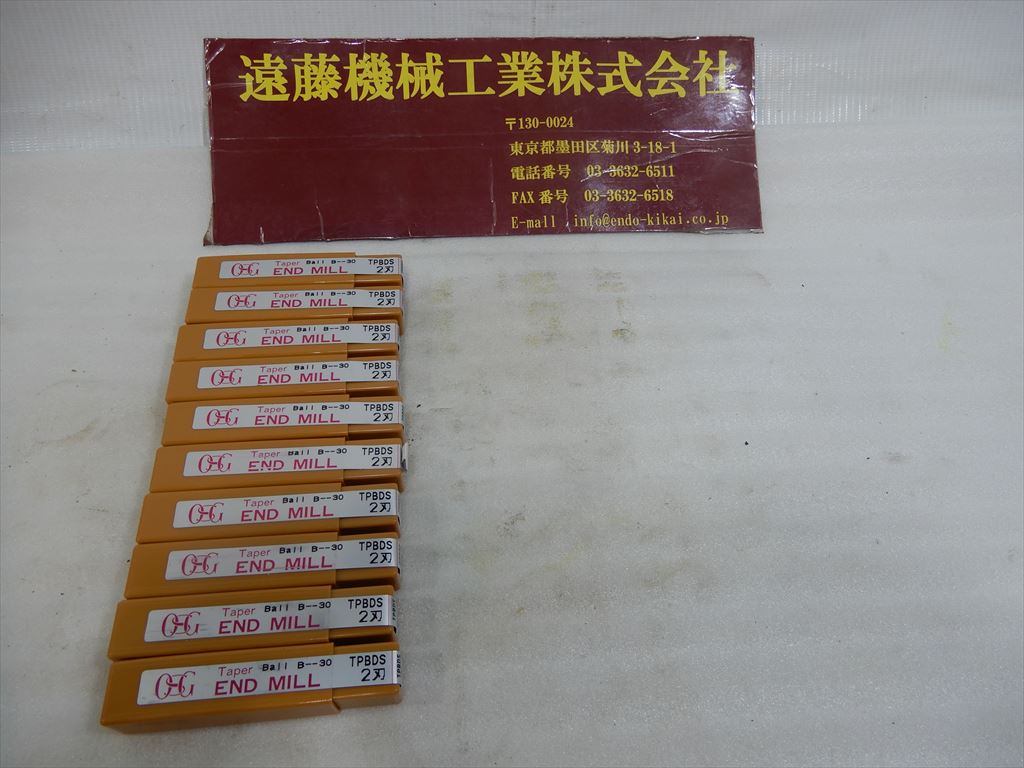 遠藤機械工業株式会社
〒130-0024
東京都墨田区菊川3-18-1
電話番号 03-3632-6511
FAX番号 03-3632-6518
E-mail info@endo-kikai.co.jp
OSG Taper Ball B--30 TPBDS
END MILL 2刃
OSG Taper Ball B--30 TPBDS
END MILL 2刃
OSG Taper Ball B--30 TPBDS
END MILL 2刃
OSG Taper Ball B--30 TPBDS
END MILL 2刃
OSG Taper Ball B--30 TPBDS
END MILL 2刃
OSG Taper Ball B--30 TPBDS
END MILL 2刃
OSG Taper Ball B--30 TPBDS
END MILL 2刃
OSG Taper Ball B--30 TPBDS
END MILL 2刃
OSG Taper Ball B--30 TPBDS
END MILL 2刃
OSG Taper Ball B--30 TPBDS
END MILL 2刃